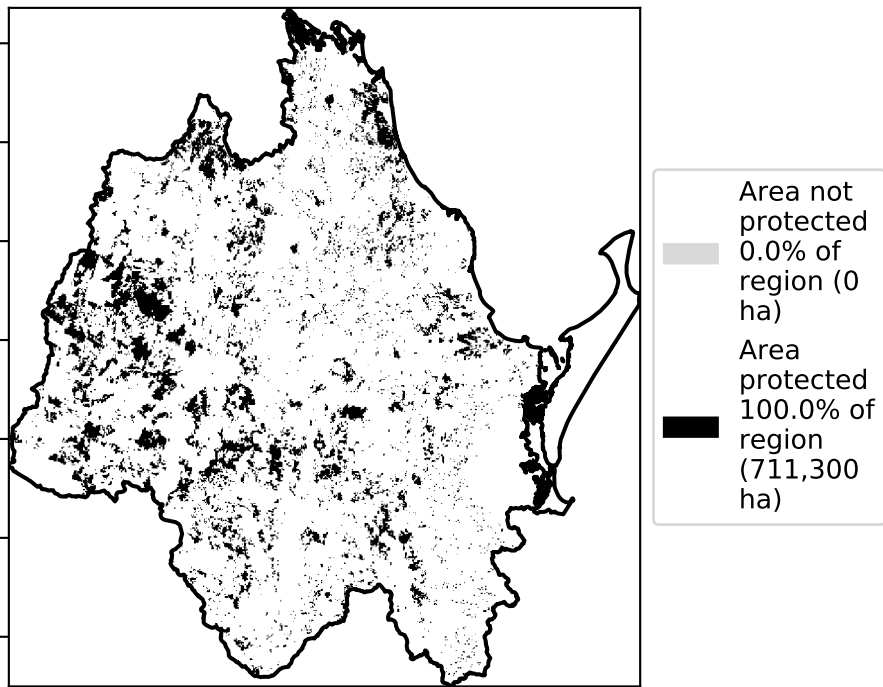 Area not
protected
0.0% of
region (0
ha)
Area
protected
100.0% of
region
(711,300
ha)